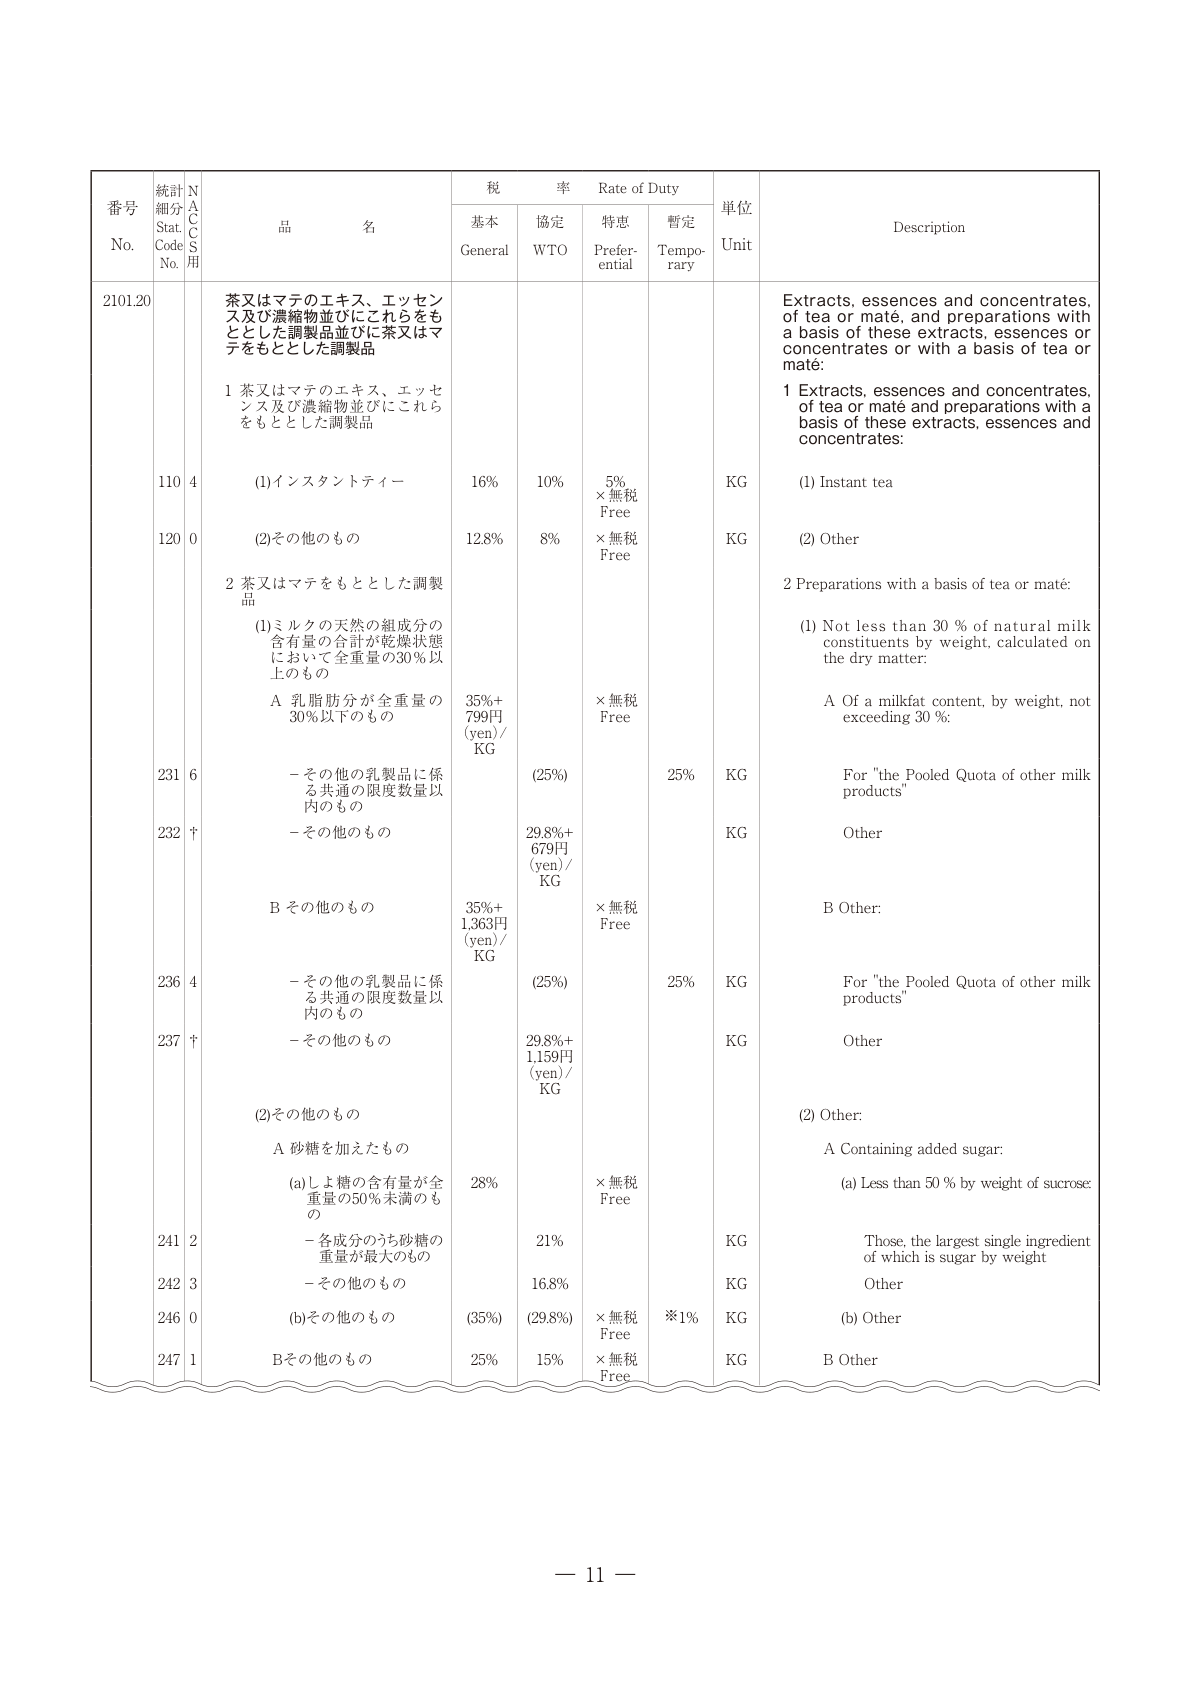 税 率 Rate of Duty
番号
No.
統計
細分
Stat.
Code
No.
NACCS用
品 名
基本
General
協定
WTO
特恵
Prefer-
ential
暫定
Tempo-
rary
単位
Unit
Description
2101.20
茶又はマテのエキス、エッセン
ス及び濃縮物並びにこれらをも
ととした調製品並びに茶又はマ
テをもととした調製品
Extracts, essences and concentrates,
of tea or maté, and preparations with
a basis of these extracts, essences or
concentrates or with a basis of tea or
maté:
1 茶又はマテのエキス、エッセ
ンス及び濃縮物並びにこれら
をもととした調製品
1 Extracts, essences and concentrates,
of tea or maté and preparations with a
basis of these extracts, essences and
concentrates:
110 4 (1)インスタントティー 16% 10% 5% KG (1) Instant tea
×無税
Free
120 0 (2)その他のもの 12.8% 8% ×無税 KG (2) Other
Free
2 茶又はマテをもととした調製
品
2 Preparations with a basis of tea or maté:
(1)ミルクの天然の組成分の
含有量の合計が乾燥状態
において全重量の30％以
上のもの
(1) Not less than 30 % of natural milk
constituents by weight, calculated on
the dry matter:
A 乳脂肪分が全重量の
30％以下のもの
35%+
799円
(yen)/
KG
×無税
Free
A Of a milkfat content, by weight, not
exceeding 30 %:
231 6 －その他の乳製品に係
る共通の限度数量以
内のもの
(25%) 25% KG
For "the Pooled Quota of other milk
products"
232 † －その他のもの
29.8%+
679円
(yen)/
KG
KG
Other
B その他のもの
35%+
1,363円
(yen)/
KG
×無税
Free
B Other:
236 4 －その他の乳製品に係
る共通の限度数量以
内のもの
(25%) 25% KG
For "the Pooled Quota of other milk
products"
237 † －その他のもの
29.8%+
1,159円
(yen)/
KG
KG
Other
(2)その他のもの (2) Other:
A 砂糖を加えたもの A Containing added sugar:
(a)しよ糖の含有量が全
重量の50％未満のも
の
28%
×無税
Free
(a) Less than 50 % by weight of sucrose:
241 2 －各成分のうち砂糖の
重量が最大のもの
21% KG
Those, the largest single ingredient
of which is sugar by weight
242 3 －その他のもの 16.8% KG Other
246 0 (b)その他のもの (35%) (29.8%) ×無税 ※1% KG (b) Other
Free
247 1 Bその他のもの 25% 15% ×無税 KG B Other
Free
― 11 ―